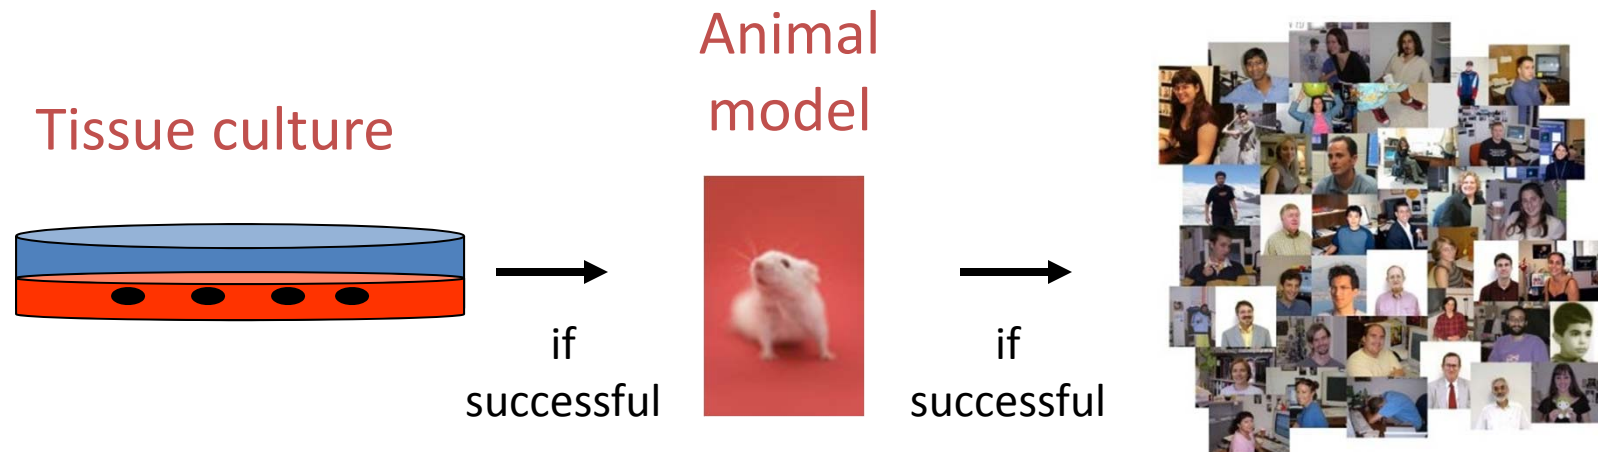 Tissue culture
if
successful
Animal
model
if
successful